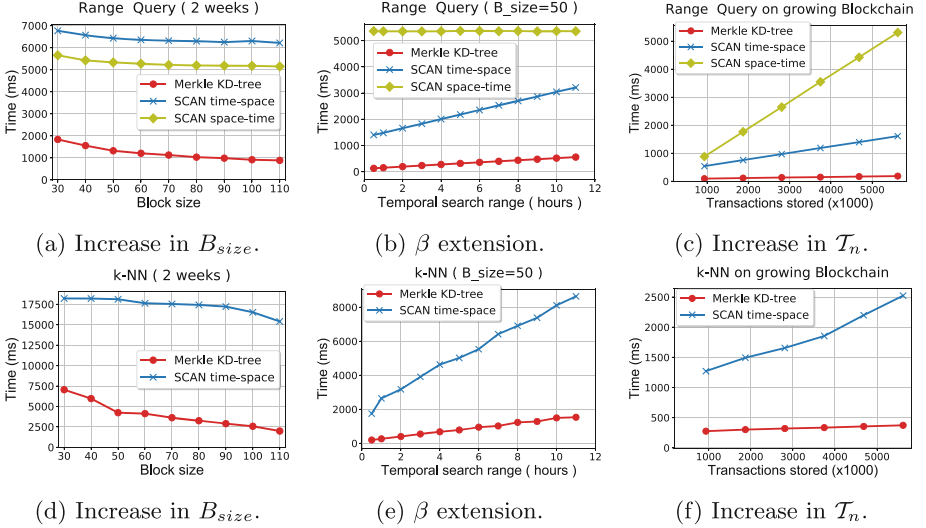 Range Query ( 2 weeks )
7000
6000
5000
4000
3000
2000
1000
0
Time (ms)
Merkle KD-tree
SCAN time-space
SCAN space-time
30 40 50 60 70 80 90 100 110
Block size
(a) Increase in B_size.
Range Query ( B_size=50 )
5000
4000
3000
2000
1000
0
Time (ms)
Merkle KD-tree
SCAN time-space
SCAN space-time
0 2 4 6 8 10 12
Temporal search range ( hours )
(b) β extension.
Range Query on growing Blockchain
5000
4000
3000
2000
1000
0
Time (ms)
Merkle KD-tree
SCAN time-space
SCAN space-time
1000 2000 3000 4000 5000
Transactions stored (x1000)
(c) Increase in 𝒯n.
k-NN ( 2 weeks )
17500
15000
12500
10000
7500
5000
2500
0
Time (ms)
Merkle KD-tree
SCAN time-space
30 40 50 60 70 80 90 100 110
Block size
(d) Increase in B_size.
k-NN ( B_size=50 )
8000
6000
4000
2000
0
Time (ms)
Merkle KD-tree
SCAN time-space
0 2 4 6 8 10 12
Temporal search range ( hours )
(e) β extension.
k-NN on growing Blockchain
2500
2000
1500
1000
500
0
Time (ms)
Merkle KD-tree
SCAN time-space
1000 2000 3000 4000 5000
Transactions stored (x1000)
(f) Increase in 𝒯n.